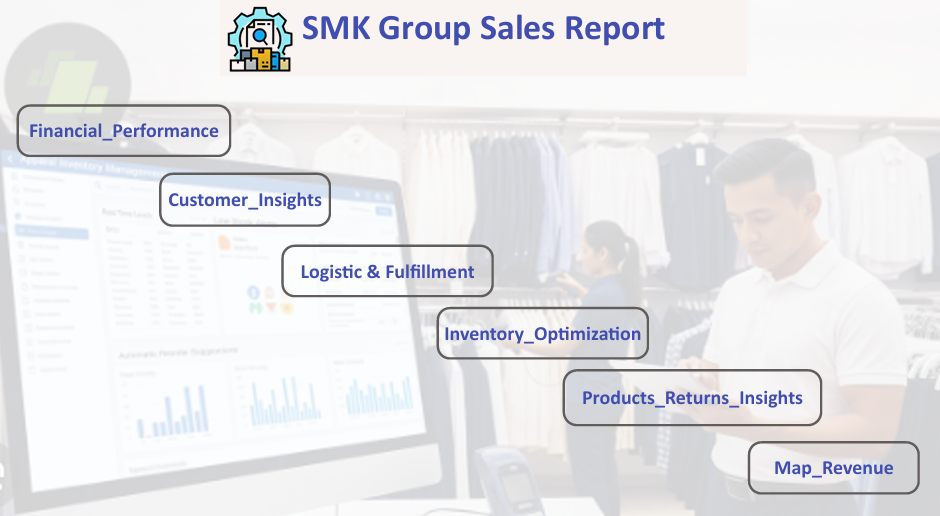 SMK Group Sales Report
Financial_Performance
Customer_Insights
Logistic & Fulfillment
Inventory_Optimization
Products_Returns_Insights
Map_Revenue